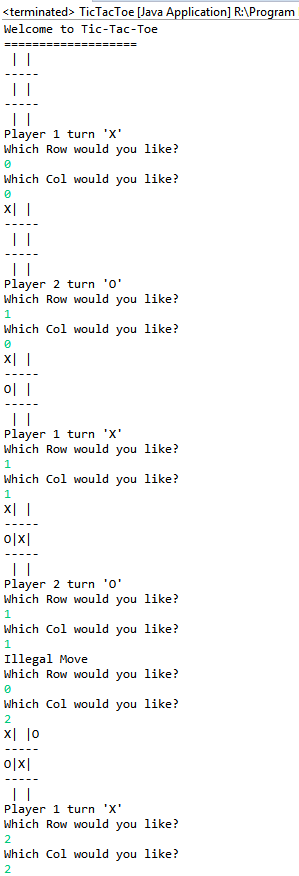 <terminated> TicTacToe [Java Application] R:\Program
Welcome to Tic-Tac-Toe
===================
 | |
-----
 | |
-----
 | |
Player 1 turn 'X'
Which Row would you like?
0
Which Col would you like?
0
X| |
-----
 | |
-----
 | |
Player 2 turn 'O'
Which Row would you like?
1
Which Col would you like?
0
X| |
-----
O| |
-----
 | |
Player 1 turn 'X'
Which Row would you like?
1
Which Col would you like?
1
X| |
-----
O|X|
-----
 | |
Player 2 turn 'O'
Which Row would you like?
1
Which Col would you like?
1
Illegal Move
Which Row would you like?
0
Which Col would you like?
2
X| |O
-----
O|X|
-----
 | |
Player 1 turn 'X'
Which Row would you like?
2
Which Col would you like?
2